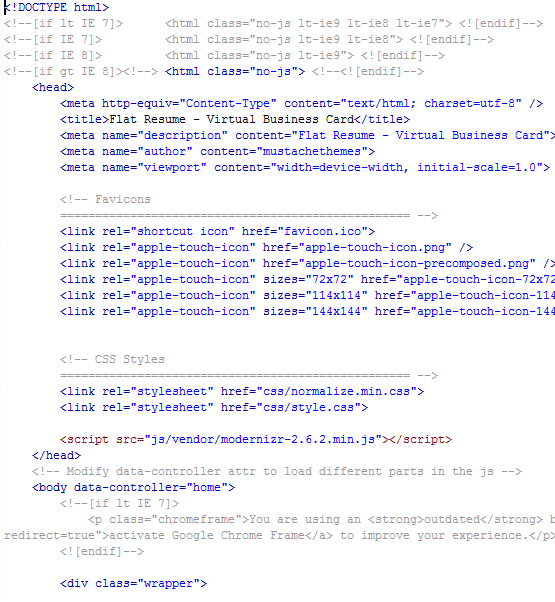 <!DOCTYPE html>
<!--[if lt IE 7]>      <html class="no-js lt-ie9 lt-ie8 lt-ie7"> <![endif]-->
<!--[if IE 7]>         <html class="no-js lt-ie9 lt-ie8"> <![endif]-->
<!--[if IE 8]>         <html class="no-js lt-ie9"> <![endif]-->
<!--[if gt IE 8]><!--> <html class="no-js"> <!--<![endif]-->
    <head>
        <meta http-equiv="Content-Type" content="text/html; charset=utf-8" />
        <title>Flat Resume - Virtual Business Card</title>
        <meta name="description" content="Flat Resume - Virtual Business Card"
        <meta name="author" content="mustachethemes">
        <meta name="viewport" content="width=device-width, initial-scale=1.0">

        <!-- Favicons
        ================================================== -->
        <link rel="shortcut icon" href="favicon.ico">
        <link rel="apple-touch-icon" href="apple-touch-icon.png" />
        <link rel="apple-touch-icon" href="apple-touch-icon-precomposed.png" />
        <link rel="apple-touch-icon" sizes="72x72" href="apple-touch-icon-72x72
        <link rel="apple-touch-icon" sizes="114x114" href="apple-touch-icon-114
        <link rel="apple-touch-icon" sizes="144x144" href="apple-touch-icon-144

        <!-- CSS Styles
        ================================================== -->
        <link rel="stylesheet" href="css/normalize.min.css">
        <link rel="stylesheet" href="css/style.css">

        <script src="js/vendor/modernizr-2.6.2.min.js"></script>
    </head>
    <!-- Modify data-controller attr to load different parts in the js -->
    <body data-controller="home">
        <!--[if lt IE 7]>
            <p class="chromeframe">You are using an <strong>outdated</strong> b
redirect=true">activate Google Chrome Frame</a> to improve your experience.</p>
        <![endif]-->

        <div class="wrapper">